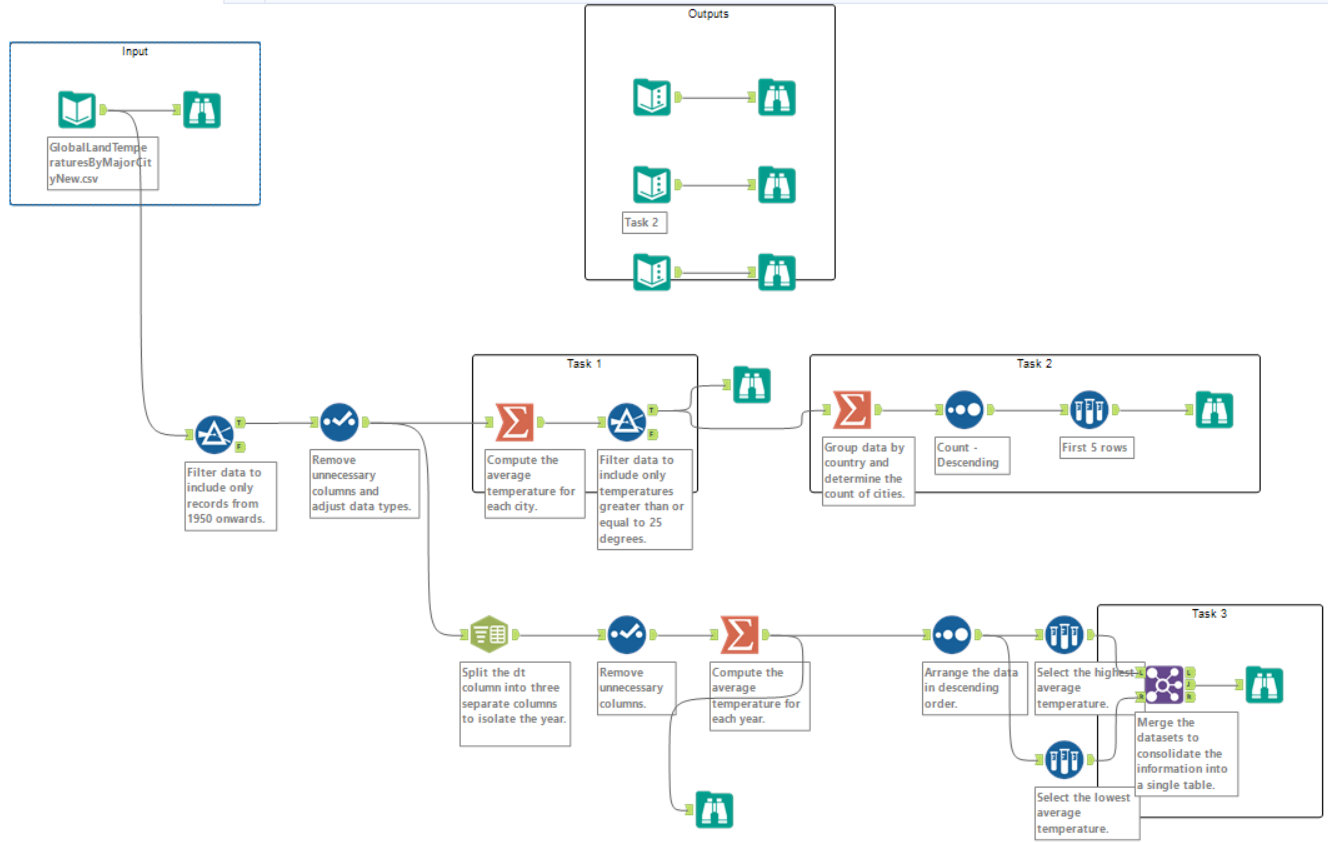 Outputs
Input
GlobalLandTempe
raturesByMajorCit
yNew.csv
Task 2
Task 1
Task 2
T
F
T
F
Filter data to
include only
records from
1950 onwards.
Remove
unnecessary
columns and
adjust data types.
Compute the
average
temperature for
each city.
Filter data to
include only
temperatures
greater than or
equal to 25
degrees.
Group data by
country and
determine the
count of cities.
Count -
Descending
First 5 rows
Task 3
Split the dt
column into three
separate columns
to isolate the year.
Remove
unnecessary
columns.
Compute the
average
temperature for
each year.
Arrange the data
in descending
order.
Select the highest
average
temperature.
L
R
L
J
R
Merge the
datasets to
consolidate the
information into
a single table.
Select the lowest
average
temperature.